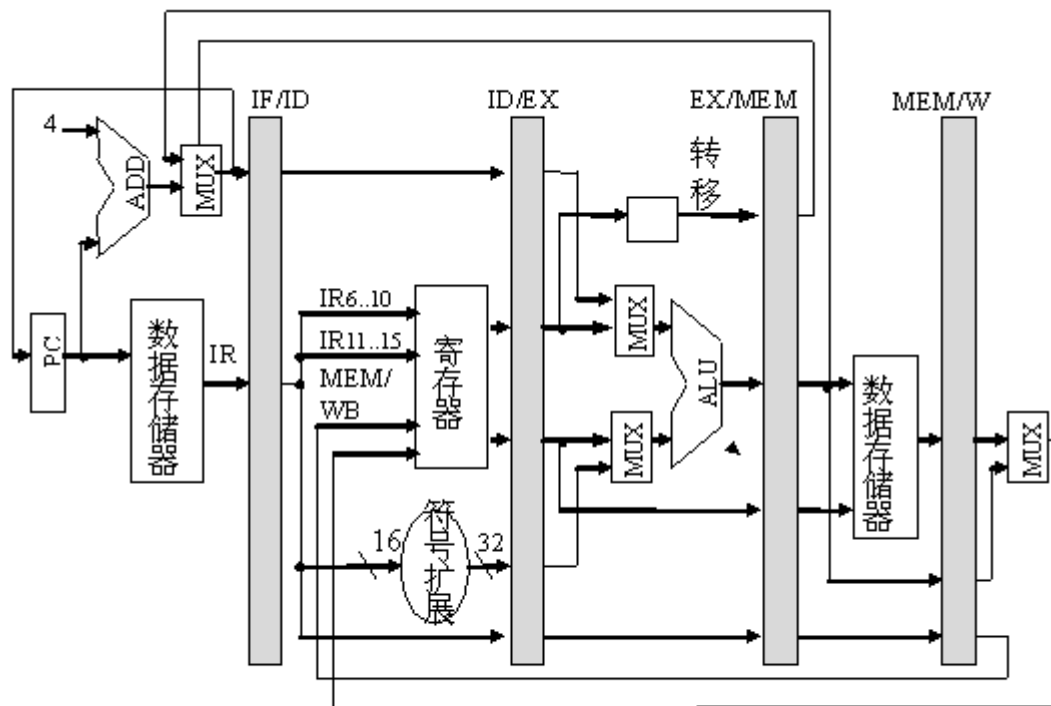 IF/ID
ID/EX
EX/MEM
MEM/W
4
ADD
MUX
转移
IR6..10
IR11..15
MEM/
WB
PC
数据存储器
IR
寄存器
MUX
MUX
ALU
数据存储器
MUX
16
符号扩展
32